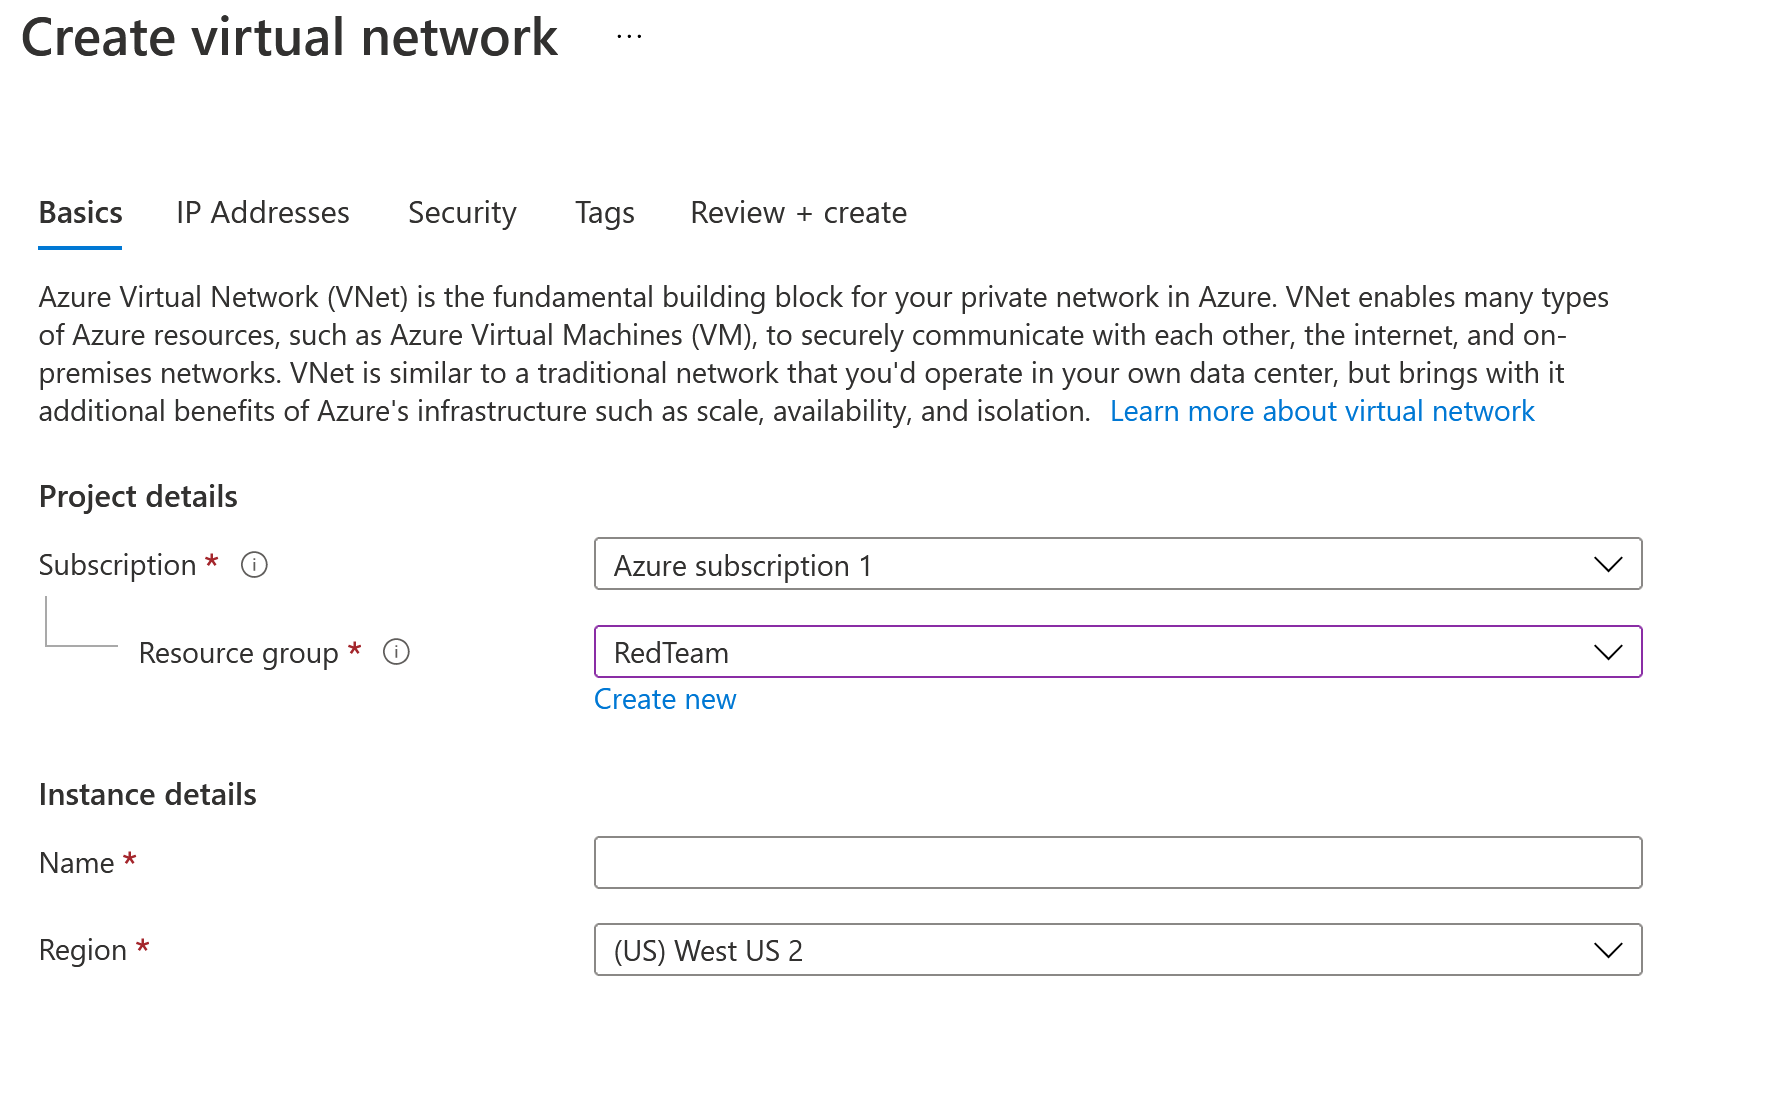 Create virtual network ...
Basics IP Addresses Security Tags Review + create
Azure Virtual Network (VNet) is the fundamental building block for your private network in Azure. VNet enables many types
of Azure resources, such as Azure Virtual Machines (VM), to securely communicate with each other, the internet, and on-
premises networks. VNet is similar to a traditional network that you'd operate in your own data center, but brings with it
additional benefits of Azure's infrastructure such as scale, availability, and isolation. Learn more about virtual network
Project details
Subscription * i Azure subscription 1
Resource group * i RedTeam
Create new
Instance details
Name *
Region * (US) West US 2